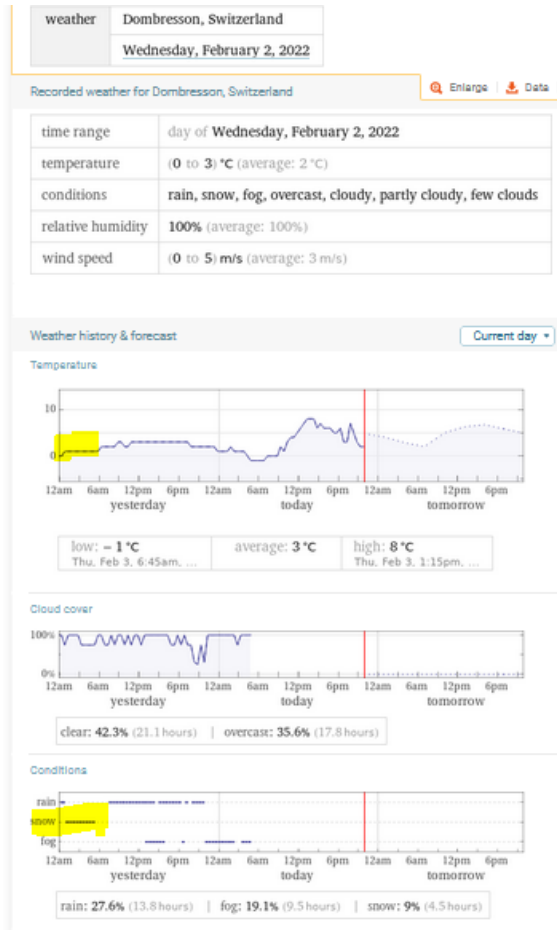 weather Dombresson, Switzerland
Wednesday, February 2, 2022
Recorded weather for Dombresson, Switzerland Enlarge Data
time range day of Wednesday, February 2, 2022
temperature (0 to 3) °C (average: 2 °C)
conditions rain, snow, fog, overcast, cloudy, partly cloudy, few clouds
relative humidity 100% (average: 100%)
wind speed (0 to 5) m/s (average: 3 m/s)
Weather history & forecast Current day
Temperature
10
0
12am 6am 12pm 6pm 12am 6am 12pm 6pm 12am 6am 12pm 6pm
yesterday today tomorrow
low: – 1 °C average: 3 °C high: 8 °C
Thu, Feb 3, 6:45am, ... Thu, Feb 3, 1:15pm, ...
Cloud cover
100%
0%
12am 6am 12pm 6pm 12am 6am 12pm 6pm 12am 6am 12pm 6pm
yesterday today tomorrow
clear: 42.3% (21.1 hours) | overcast: 35.6% (17.8 hours)
Conditions
rain
snow
fog
12am 6am 12pm 6pm 12am 6am 12pm 6pm 12am 6am 12pm 6pm
yesterday today tomorrow
rain: 27.6% (13.8 hours) | fog: 19.1% (9.5 hours) | snow: 9% (4.5 hours)